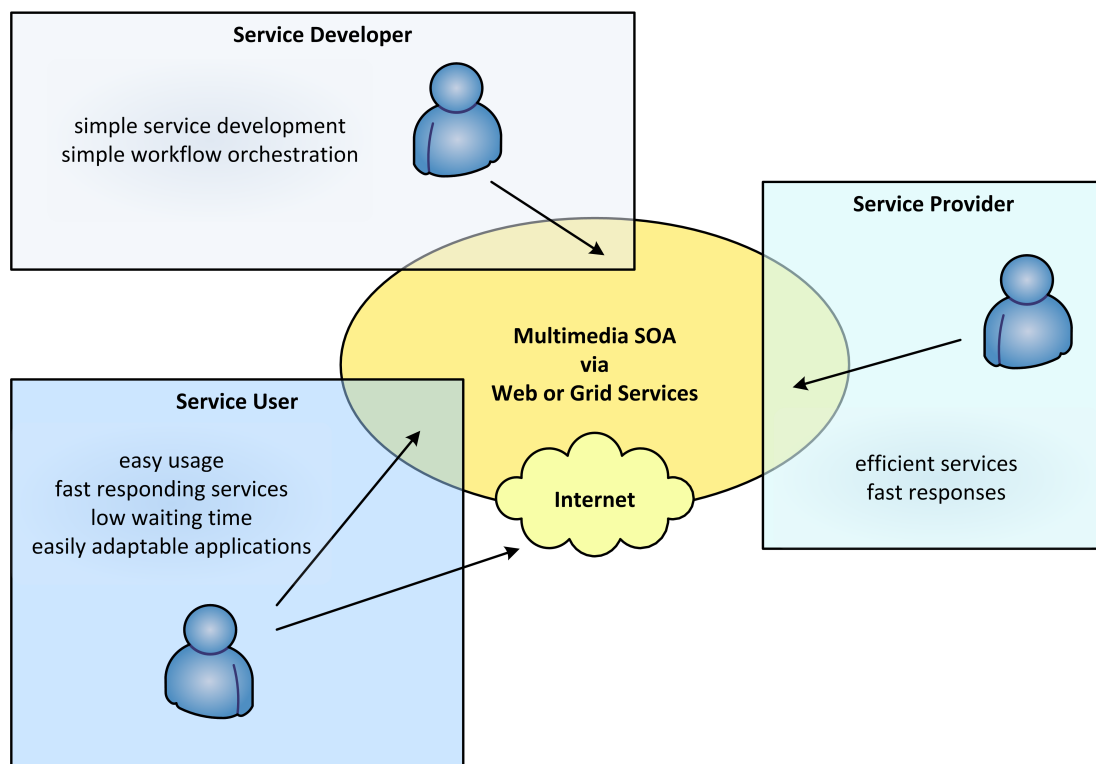 Service Developer
simple service development
simple workflow orchestration
Service Provider
Multimedia SOA
via
Web or Grid Services
Service User
easy usage
fast responding services
low waiting time
easily adaptable applications
efficient services
fast responses
Internet